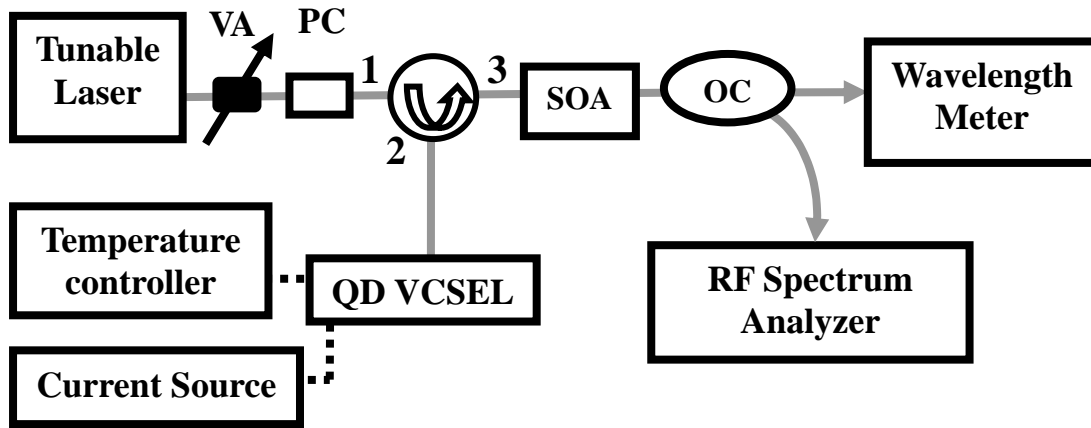 Tunable
Laser
VA
PC
1
2
3
SOA
OC
Wavelength
Meter
Temperature
controller
QD VCSEL
RF Spectrum
Analyzer
Current Source